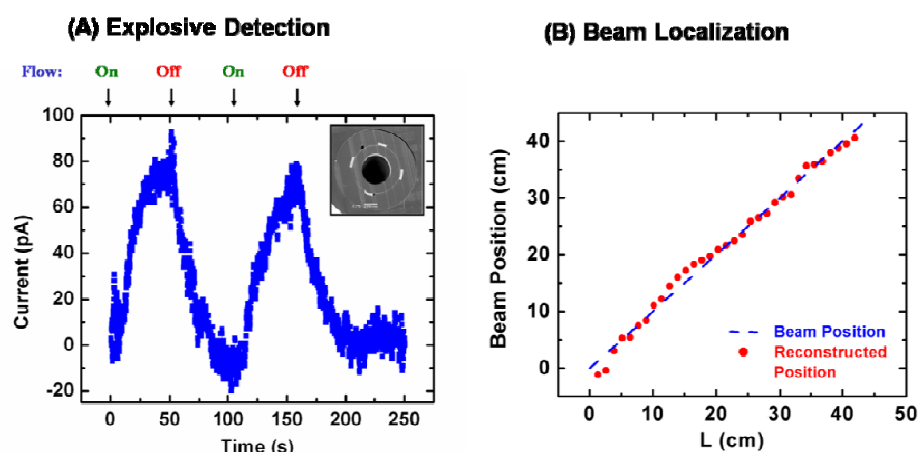 (A) Explosive Detection
Flow: On Off On Off
100
80
60
40
20
0
-20
Current (pA)
0 50 100 150 200 250
Time (s)
(B) Beam Localization
40
30
20
10
0
Beam Position (cm)
Beam Position
Reconstructed
Position
0 10 20 30 40 50
L (cm)